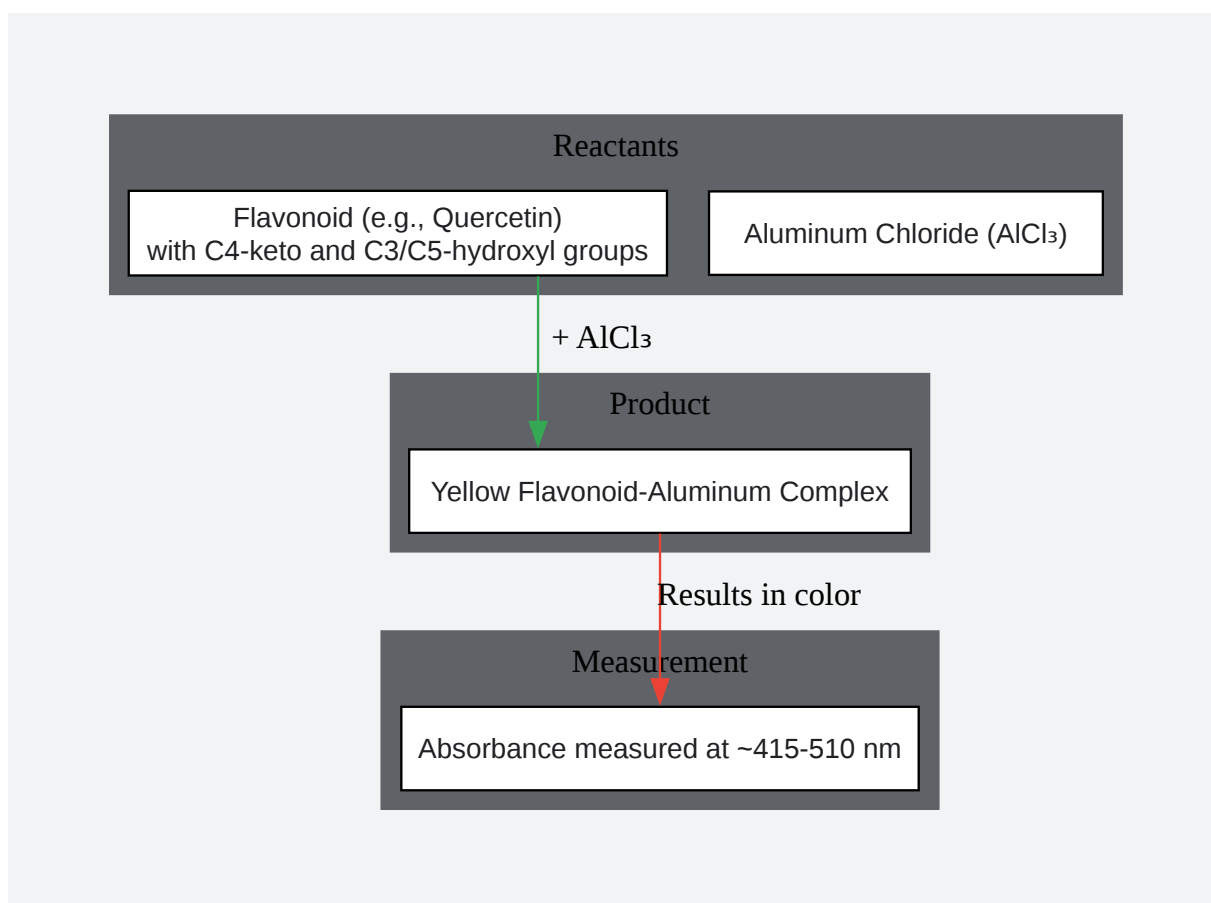 Reactants
Flavonoid (e.g., Quercetin)
with C4-keto and C3/C5-hydroxyl groups
Aluminum Chloride (AlCl₃)
+ AlCl₃
Product
Yellow Flavonoid-Aluminum Complex
Results in color
Measurement
Absorbance measured at ~415-510 nm